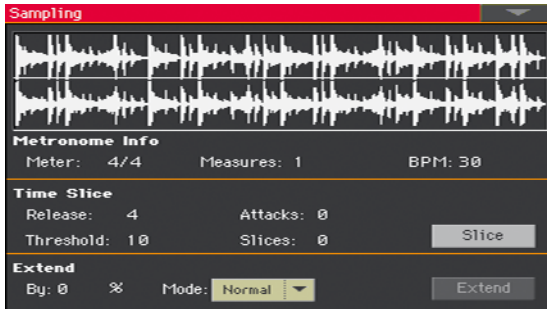 Sampling
Metronome Info
Meter: 4/4 Measures: 1 BPM: 30
Time Slice
Release: 4 Attacks: 0
Threshold: 10 Slices: 0 Slice
Extend
By: 0 % Mode: Normal Extend